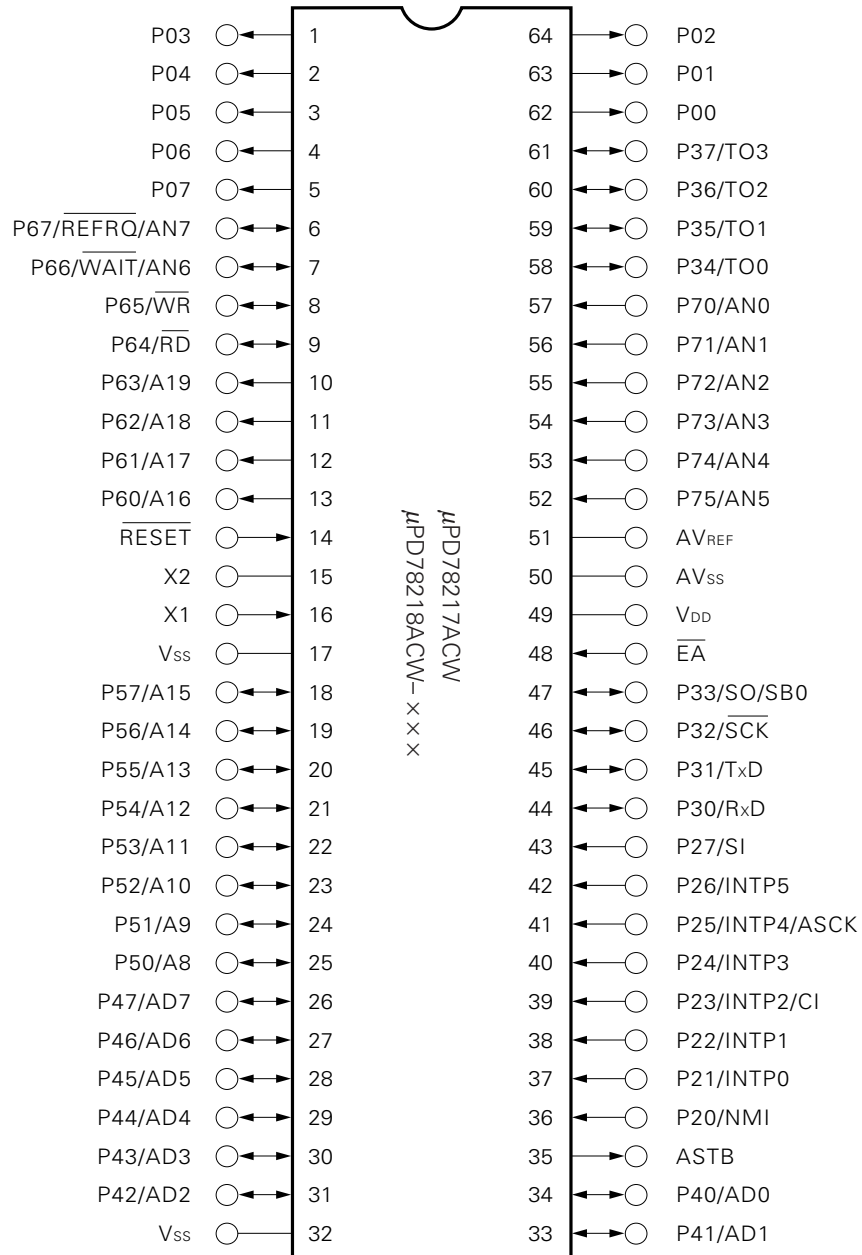 P03 1 64 P02
P04 2 63 P01
P05 3 62 P00
P06 4 61 P37/TO3
P07 5 60 P36/TO2
P67/REFRQ/AN7 6 59 P35/TO1
P66/WAIT/AN6 7 58 P34/TO0
P65/WR 8 57 P70/AN0
P64/RD 9 56 P71/AN1
P63/A19 10 55 P72/AN2
P62/A18 11 54 P73/AN3
P61/A17 12 53 P74/AN4
P60/A16 13 52 P75/AN5
RESET 14 51 AVREF
X2 15 50 AVSS
X1 16 49 VDD
VSS 17 48 EA
P57/A15 18 47 P33/SO/SB0
P56/A14 19 46 P32/SCK
P55/A13 20 45 P31/TxD
P54/A12 21 44 P30/RxD
P53/A11 22 43 P27/SI
P52/A10 23 42 P26/INTP5
P51/A9 24 41 P25/INTP4/ASCK
P50/A8 25 40 P24/INTP3
P47/AD7 26 39 P23/INTP2/CI
P46/AD6 27 38 P22/INTP1
P45/AD5 28 37 P21/INTP0
P44/AD4 29 36 P20/NMI
P43/AD3 30 35 ASTB
P42/AD2 31 34 P40/AD0
VSS 32 33 P41/AD1
μPD78217ACW
μPD78218ACW–×××